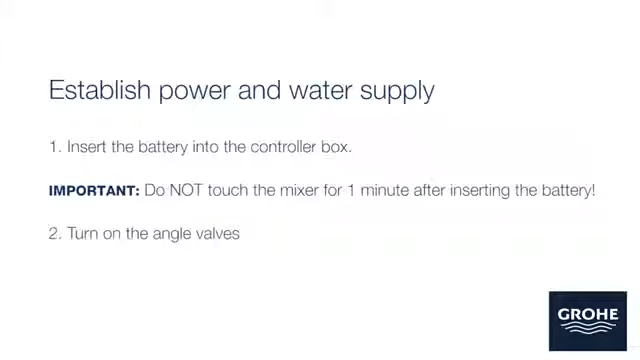 Establish power and water supply
1. Insert the battery into the controller box.
IMPORTANT: Do NOT touch the mixer for 1 minute after inserting the battery!
2. Turn on the angle valves
GROHE